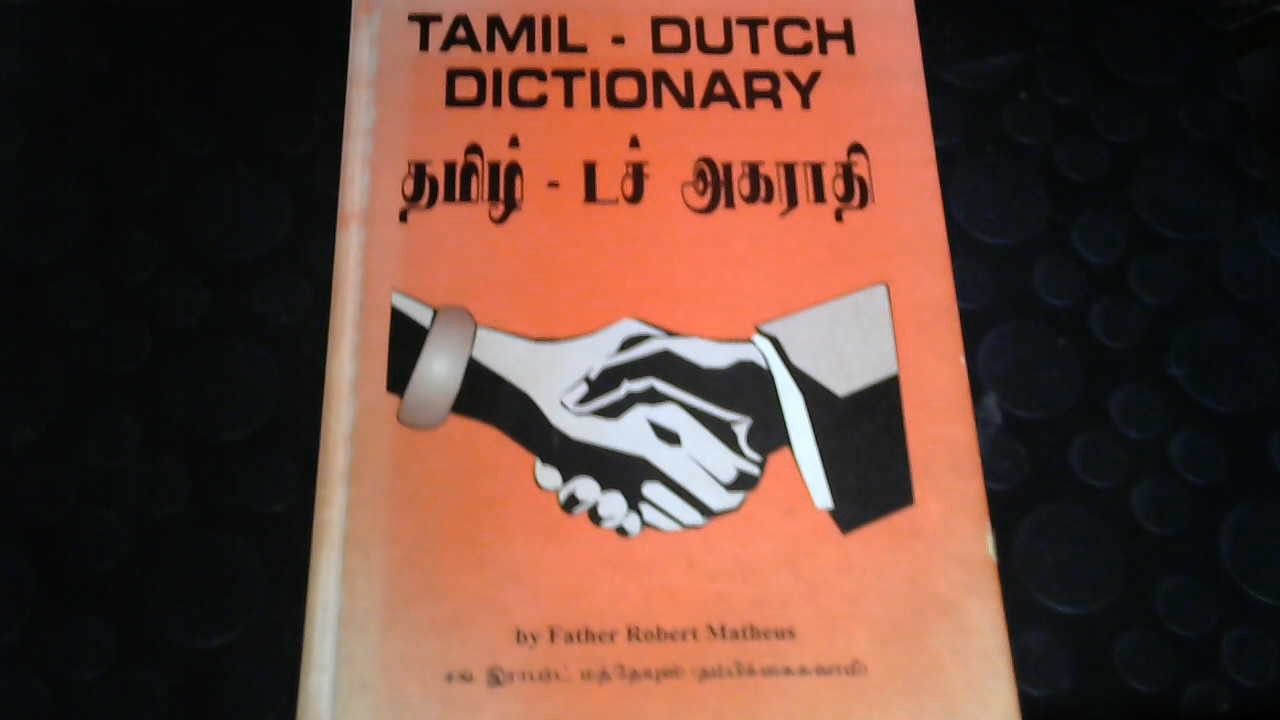 TAMIL - DUTCH
DICTIONARY
தமிழ் - டச் அகராதி
by Father Robert Matheus